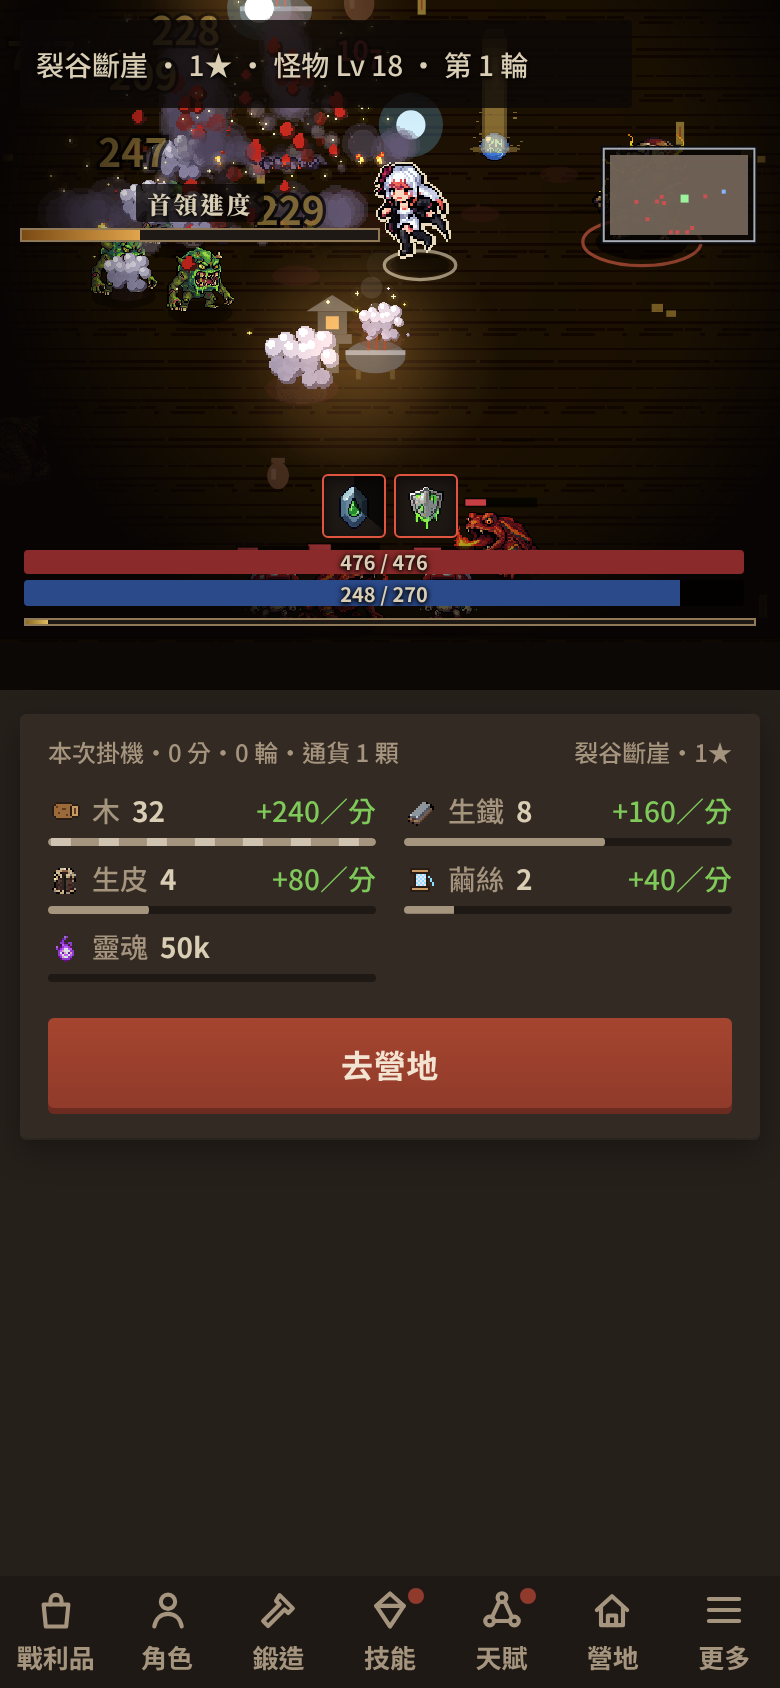 228
209
裂谷斷崖 · 1★ · 怪物 Lv 18 · 第 1 輪
247
首領進度
229
476 / 476
248 / 270
本次掛機·0 分·0 輪·通貨 1 顆
裂谷斷崖·1★
木 32 +240／分
生鐵 8 +160／分
生皮 4 +80／分
繭絲 2 +40／分
靈魂 50k
去營地
戰利品 角色 鍛造 技能 天賦 營地 更多